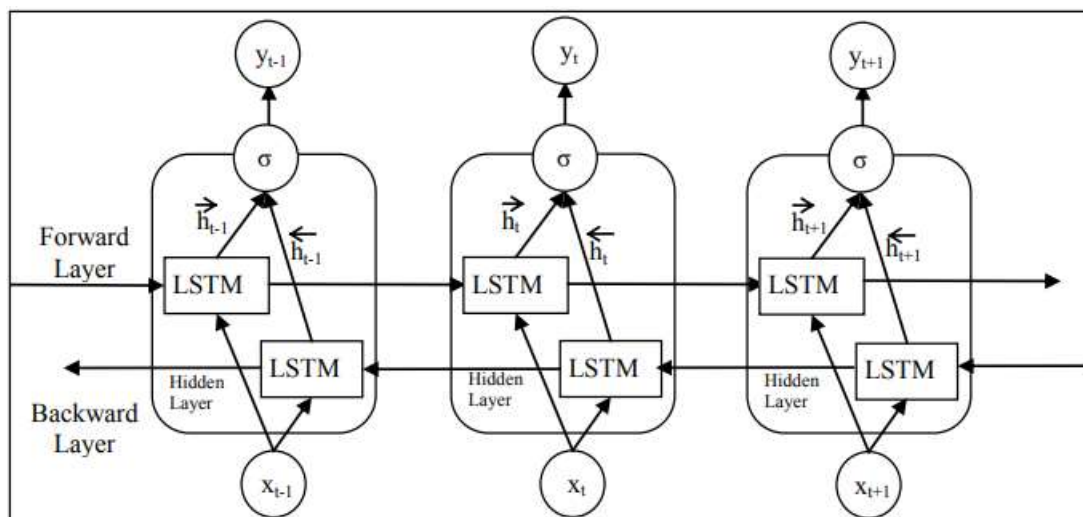 yt-1
yt
yt+1
σ
σ
σ
→ht-1
→ht
→ht+1
Forward
Layer
←ht-1
←ht
←ht+1
LSTM
LSTM
LSTM
LSTM
LSTM
LSTM
Hidden
Layer
Hidden
Layer
Hidden
Layer
Backward
Layer
xt-1
xt
xt+1